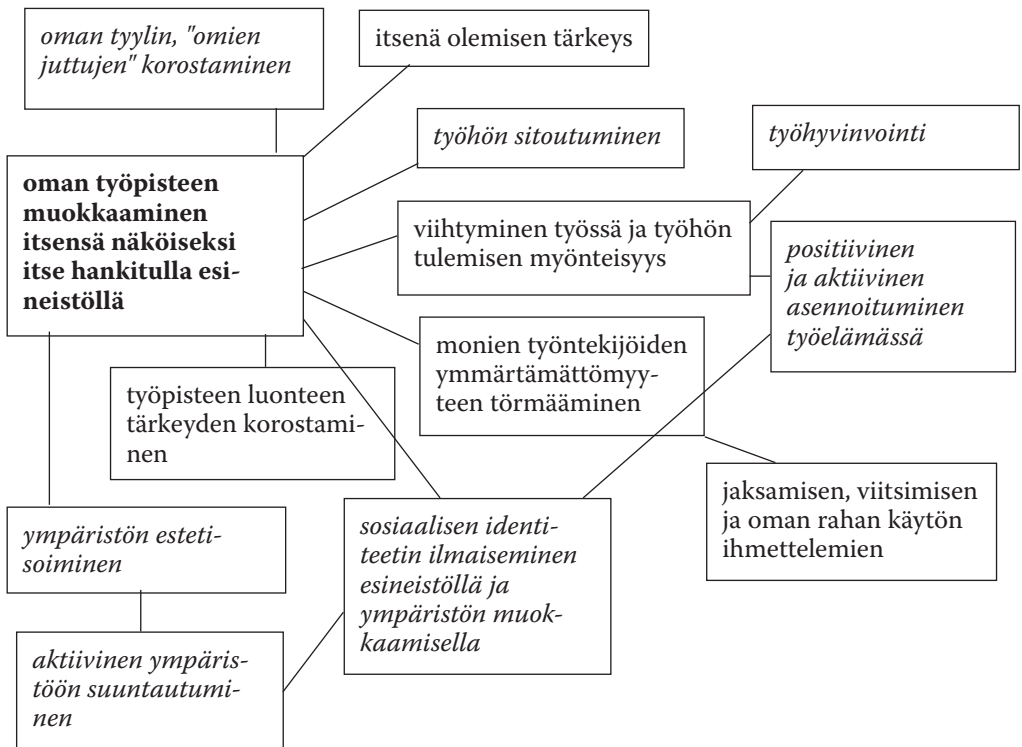 oman tyylin, "omien
juttujen" korostaminen
itsenä olemisen tärkeys
työhön sitoutuminen
työhyvinvointi
oman työpisteen
muokkaaminen
itsensä näköiseksi
itse hankitulla esi-
neistöllä
viihtyminen työssä ja työhön
tulemisen myönteisyys
positiivinen
ja aktiivinen
asennoituminen
työelämässä
monien työntekijöiden
ymmärtämättömyy-
teen törmääminen
työpisteen luonteen
tärkeyden korostami-
nen
jaksamisen, viitsimisen
ja oman rahan käytön
ihmettelemien
ympäristön esteti-
soiminen
sosiaalisen identi-
teetin ilmaiseminen
esineistöllä ja
ympäristön muok-
kaamisella
aktiivinen ympäris-
töön suuntautumi-
nen